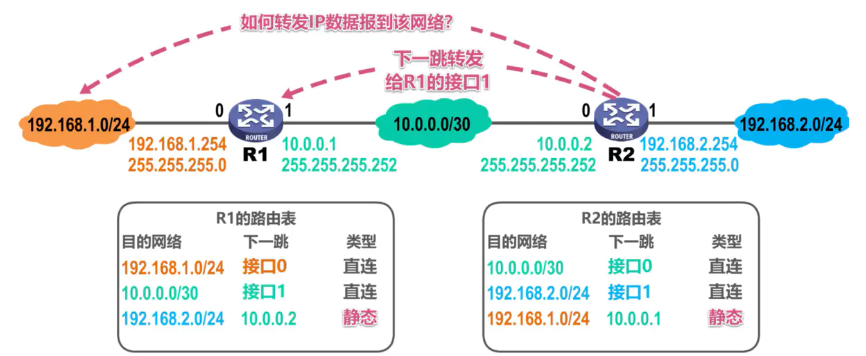 如何转发IP数据报到该网络？
下一跳转发
给R1的接口1
192.168.1.0/24
0
ROUTER
R1
1
10.0.0.0/30
0
ROUTER
R2
1
192.168.2.0/24
192.168.1.254
255.255.255.0
10.0.0.1
255.255.255.252
10.0.0.2
255.255.255.252
192.168.2.254
255.255.255.0
R1的路由表
目的网络 下一跳 类型
192.168.1.0/24 接口0 直连
10.0.0.0/30 接口1 直连
192.168.2.0/24 10.0.0.2 静态
R2的路由表
目的网络 下一跳 类型
10.0.0.0/30 接口0 直连
192.168.2.0/24 接口1 直连
192.168.1.0/24 10.0.0.1 静态